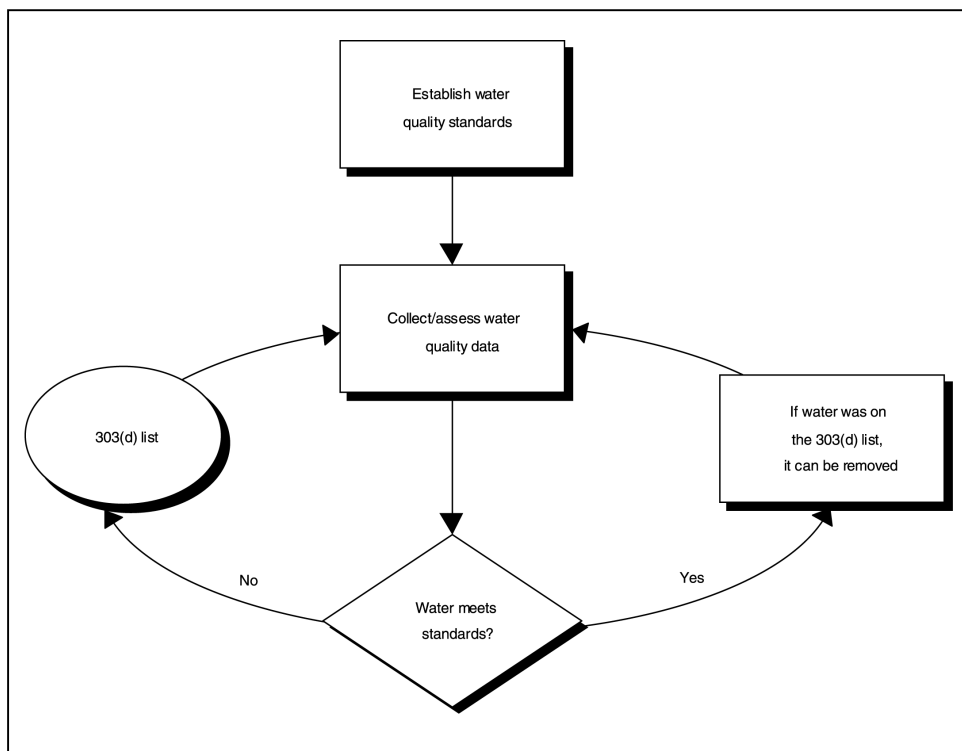 Establish water
quality standards
Collect/assess water
quality data
303(d) list
If water was on
the 303(d) list,
it can be removed
No
Yes
Water meets
standards?